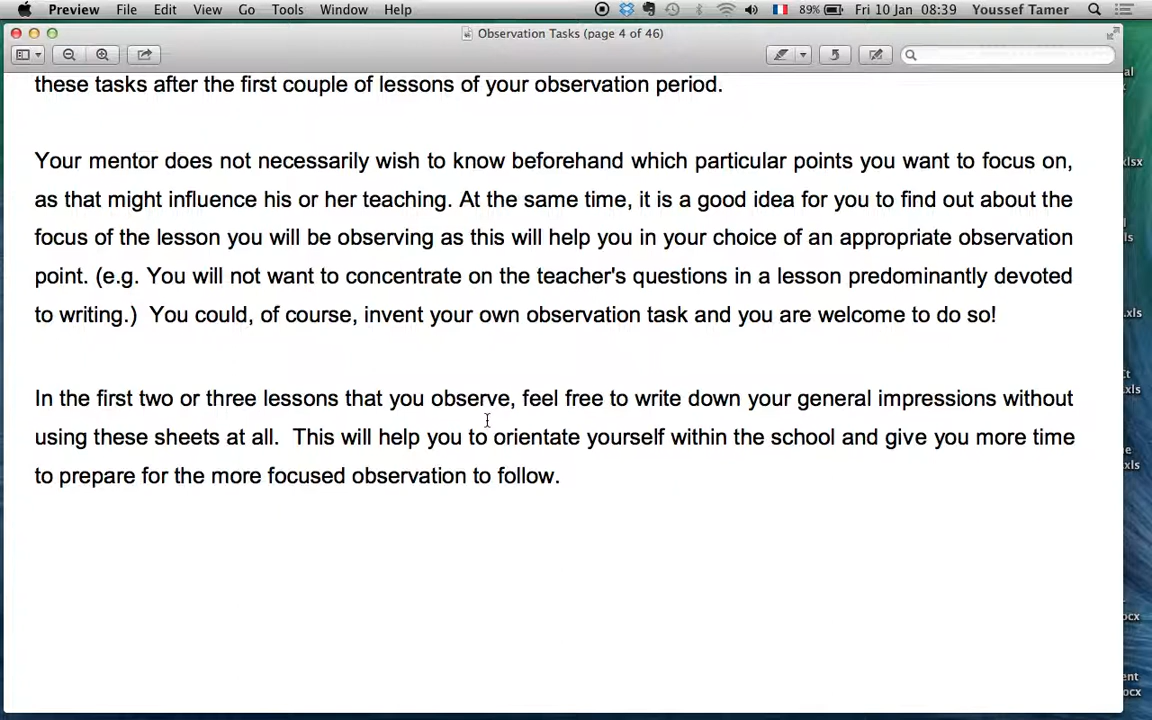 Preview File Edit View Go Tools Window Help 89% Fri 10 Jan 08:39 Youssef Tamer
Observation Tasks (page 4 of 46)
these tasks after the first couple of lessons of your observation period.
Your mentor does not necessarily wish to know beforehand which particular points you want to focus on,
as that might influence his or her teaching. At the same time, it is a good idea for you to find out about the
focus of the lesson you will be observing as this will help you in your choice of an appropriate observation
point. (e.g. You will not want to concentrate on the teacher's questions in a lesson predominantly devoted
to writing.)  You could, of course, invent your own observation task and you are welcome to do so!
In the first two or three lessons that you observe, feel free to write down your general impressions without
using these sheets at all.  This will help you to orientate yourself within the school and give you more time
to prepare for the more focused observation to follow.